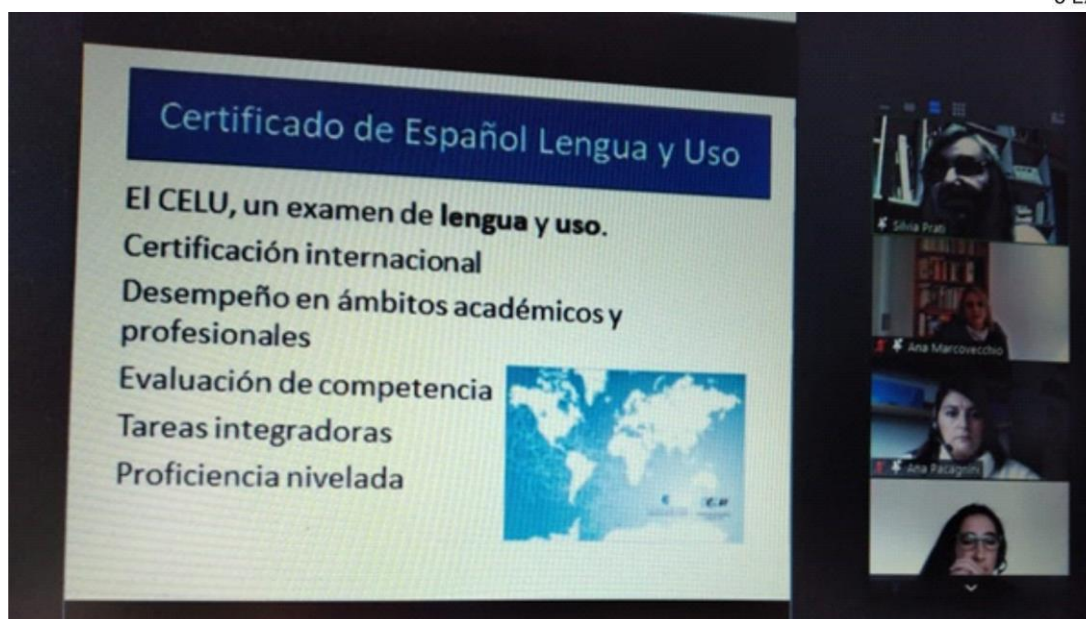 Certificado de Español Lengua y Uso
El CELU, un examen de lengua y uso.
Certificación internacional
Desempeño en ámbitos académicos y
profesionales
Evaluación de competencia
Tareas integradoras
Proficiencia nivelada
Silvia Prati
Ana Marcovecchio
Ana Pacagnini